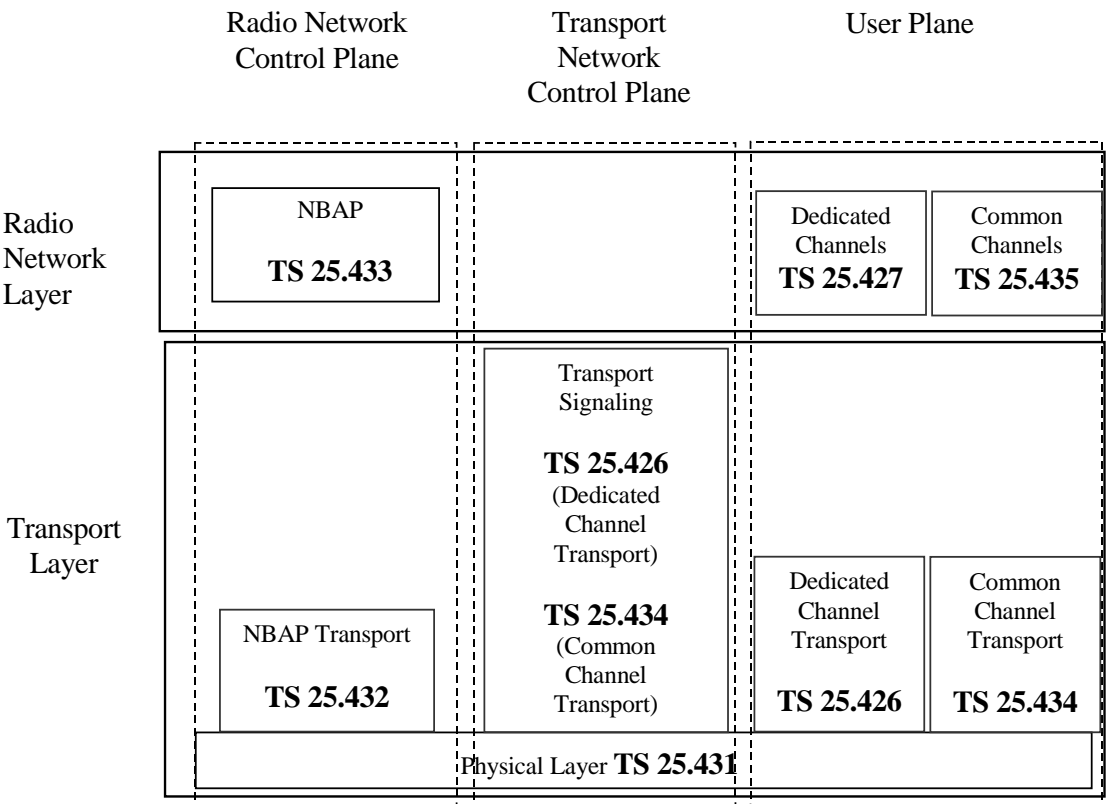 Radio Network
Control Plane
Transport
Network
Control Plane
User Plane
Radio
Network
Layer
NBAP
TS 25.433
Dedicated
Channels
TS 25.427
Common
Channels
TS 25.435
Transport
Layer
NBAP Transport
TS 25.432
Transport
Signaling
TS 25.426
(Dedicated
Channel
Transport)
TS 25.434
(Common
Channel
Transport)
Dedicated
Channel
Transport
TS 25.426
Common
Channel
Transport
TS 25.434
Physical Layer TS 25.431